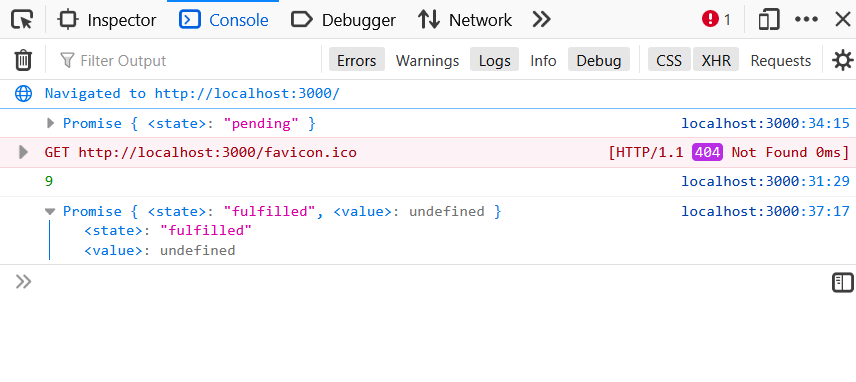 Inspector Console Debugger Network 1
Filter Output Errors Warnings Logs Info Debug CSS XHR Requests
Navigated to http://localhost:3000/
Promise { <state>: "pending" } localhost:3000:34:15
GET http://localhost:3000/favicon.ico [HTTP/1.1 404 Not Found 0ms]
9 localhost:3000:31:29
Promise { <state>: "fulfilled", <value>: undefined } localhost:3000:37:17
<state>: "fulfilled"
<value>: undefined